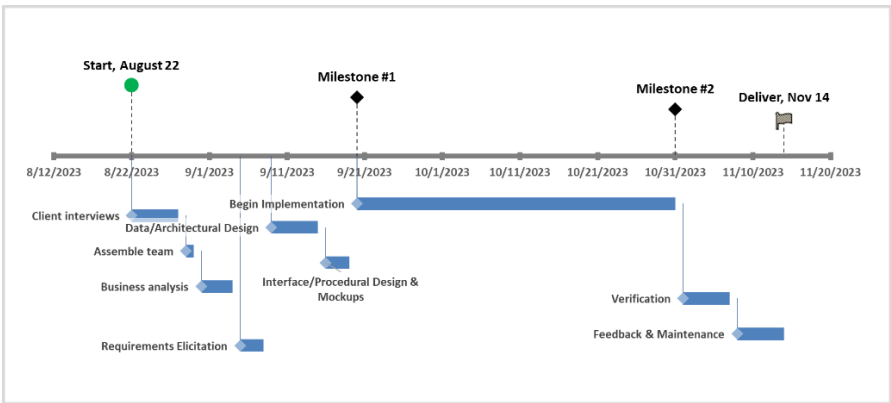 Start, August 22
Milestone #1
Milestone #2
Deliver, Nov 14
8/12/2023
8/22/2023
9/1/2023
9/11/2023
9/21/2023
10/1/2023
10/11/2023
10/21/2023
10/31/2023
11/10/2023
11/20/2023
Begin Implementation
Client interviews
Data/Architectural Design
Assemble team
Interface/Procedural Design &
Mockups
Business analysis
Verification
Feedback & Maintenance
Requirements Elicitation